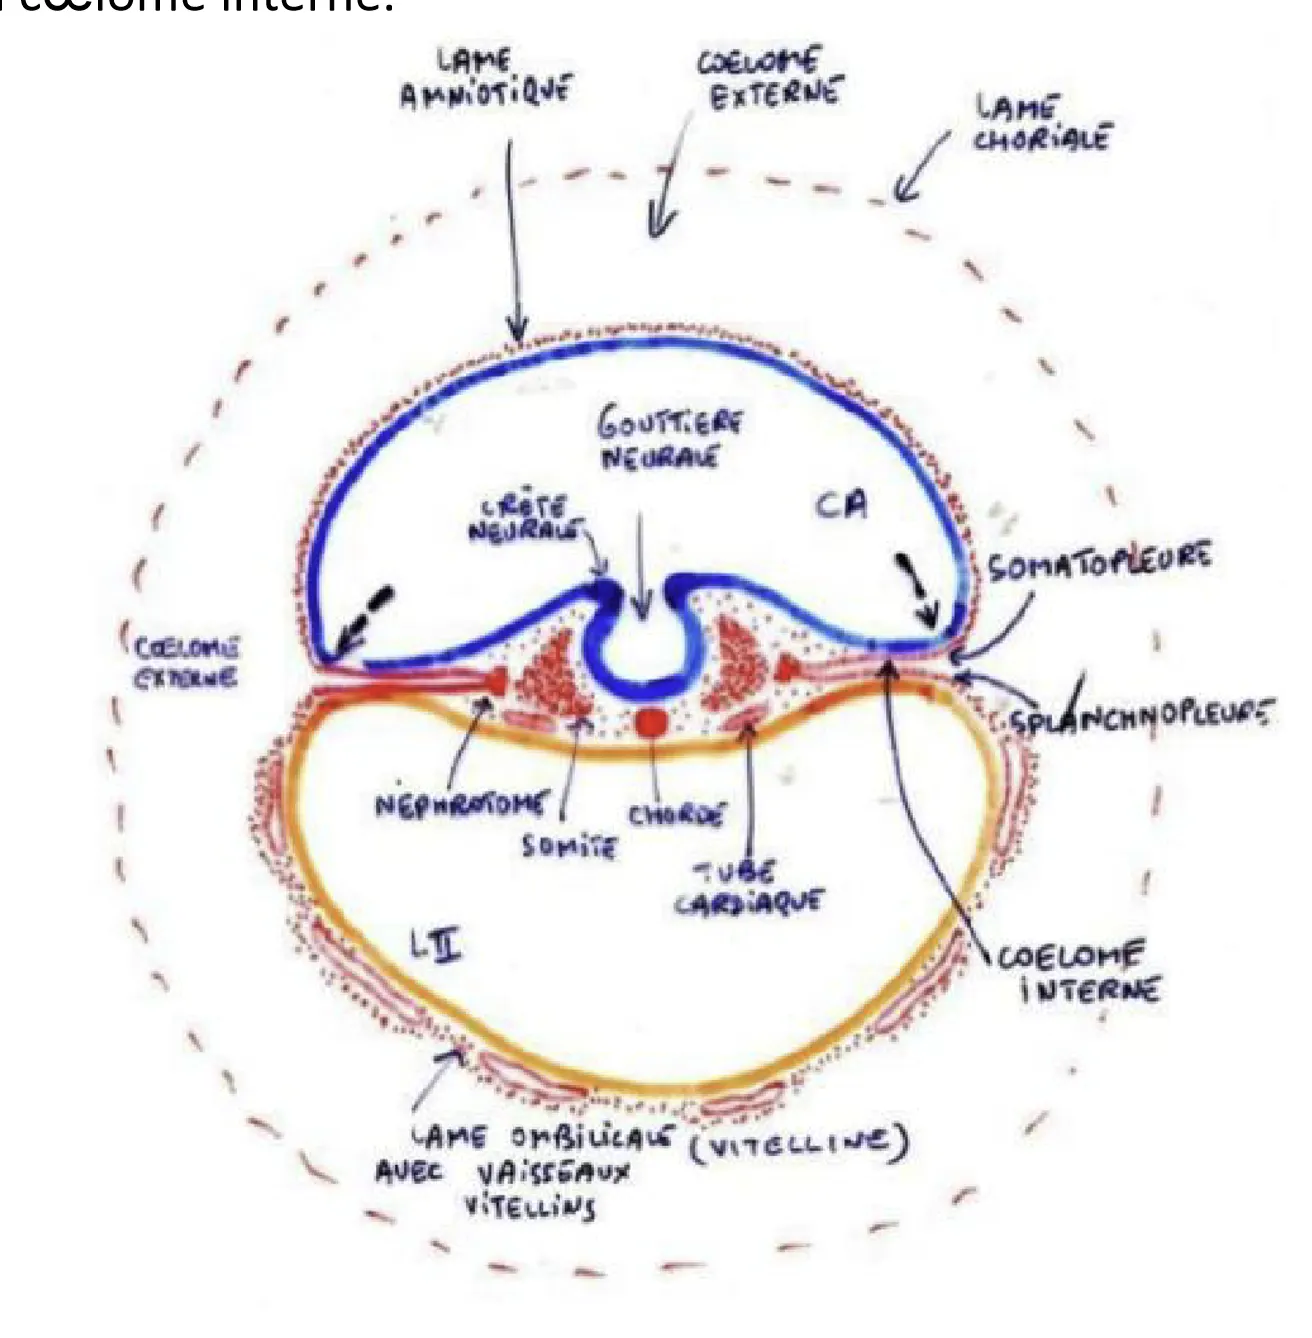 cœlome interne.
LAME
AMNIOTIQUE
COELOME
EXTERNE
LAME
CHORIALE
GOUTTIERE
NEURALE
CRÊTE
NEURALE
CA
SOMATOPLEURE
COELOME
EXTERNE
SPLANCHNOPLEURE
NEPHROTOME
SOMITE
CHORDE
TUBE
CARDIAQUE
LII
COELOME
INTERNE
LAME OMBILICALE (VITELLINE)
AVEC VAISSEAUX
VITELLINS